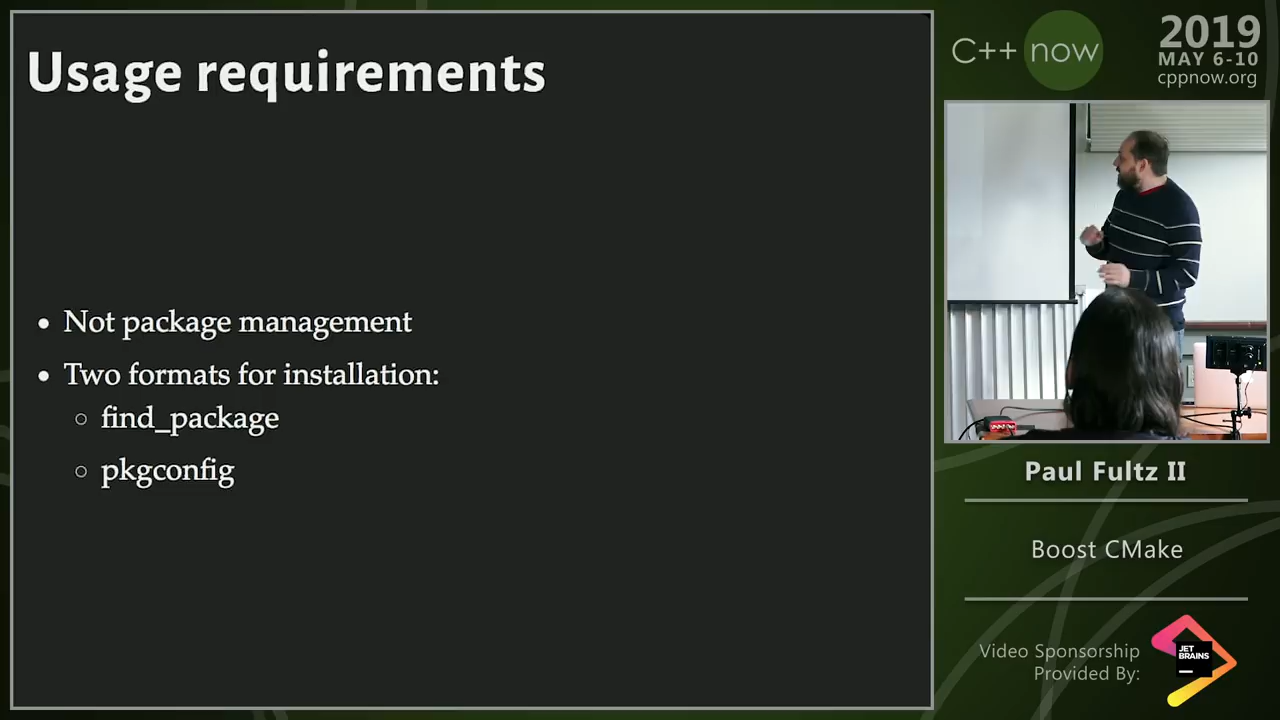 Usage requirements
• Not package management
• Two formats for installation:
○ find_package
○ pkgconfig
C++ now
2019
MAY 6-10
cppnow.org
Paul Fultz II
Boost CMake
Video Sponsorship
Provided By:
JET
BRAINS